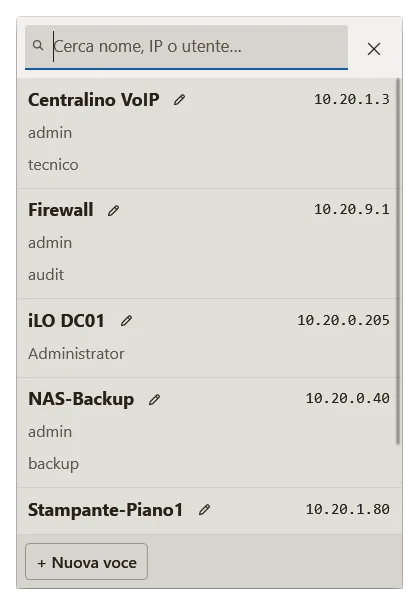 Cerca nome, IP o utente...
Centralino VoIP 10.20.1.3
admin
tecnico
Firewall 10.20.9.1
admin
audit
iLO DC01 10.20.0.205
Administrator
NAS-Backup 10.20.0.40
admin
backup
Stampante-Piano1 10.20.1.80
+ Nuova voce